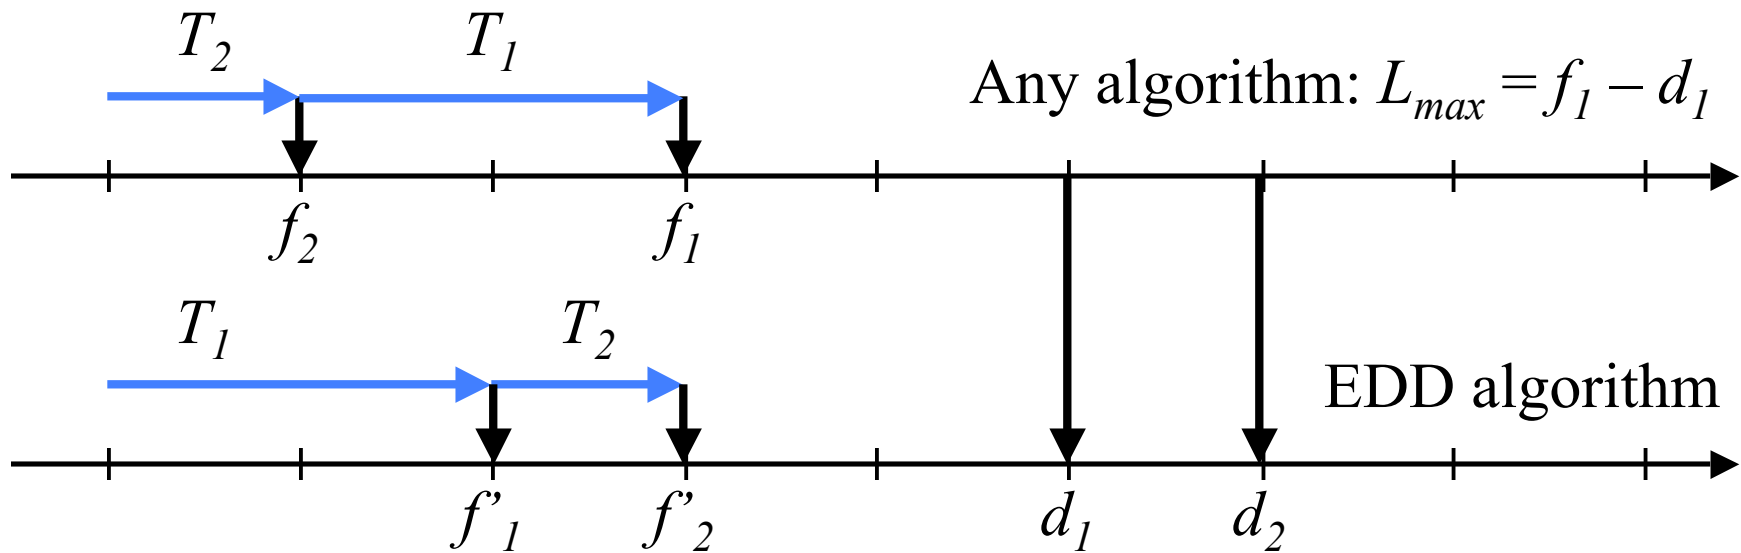 T₂ T₁
Any algorithm: Lₘₐₓ = f₁ – d₁
f₂ f₁
T₁ T₂
EDD algorithm
f’₁ f’₂ d₁ d₂